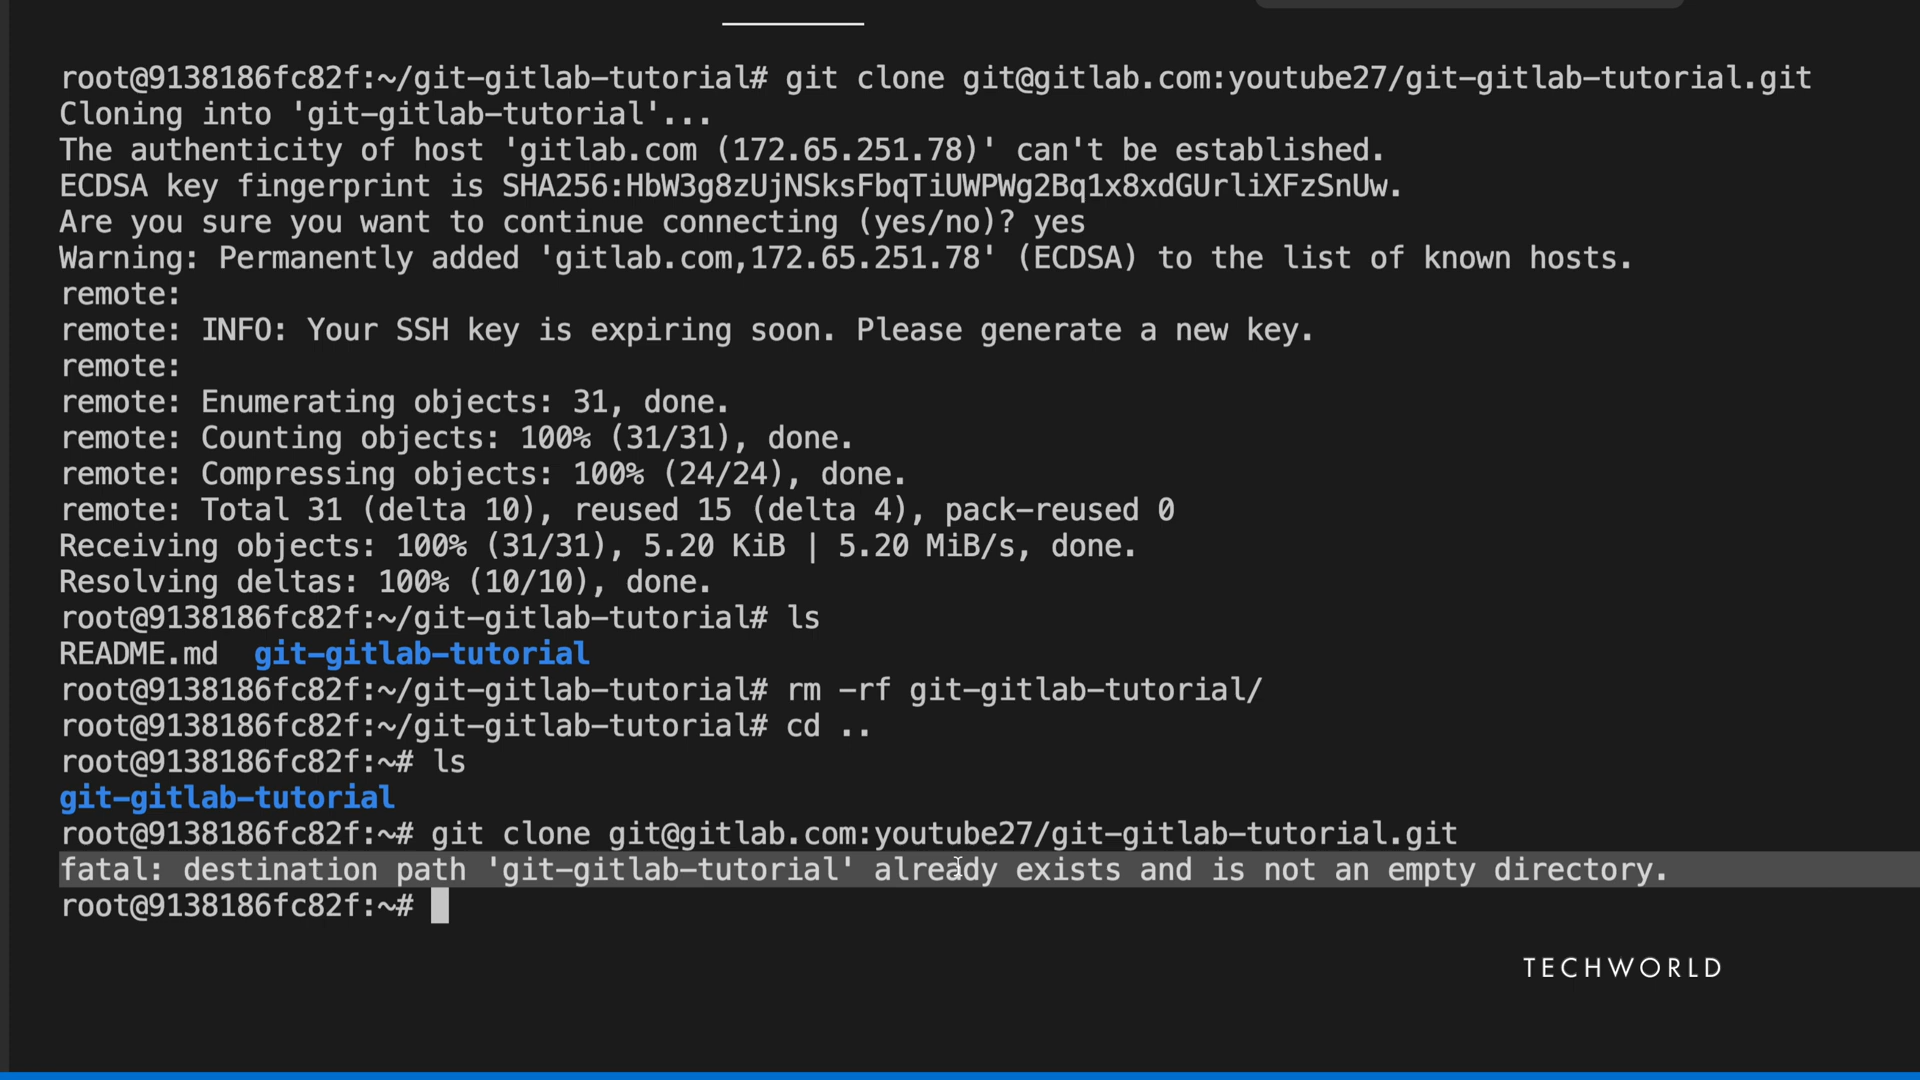 root@9138186fc82f:~/git-gitlab-tutorial# git clone git@gitlab.com:youtube27/git-gitlab-tutorial.git
Cloning into 'git-gitlab-tutorial'...
The authenticity of host 'gitlab.com (172.65.251.78)' can't be established.
ECDSA key fingerprint is SHA256:HbW3g8zUjNSksFbqTiUWPWg2Bq1x8xdGUrliXFzSnUw.
Are you sure you want to continue connecting (yes/no)? yes
Warning: Permanently added 'gitlab.com,172.65.251.78' (ECDSA) to the list of known hosts.
remote:
remote: INFO: Your SSH key is expiring soon. Please generate a new key.
remote:
remote: Enumerating objects: 31, done.
remote: Counting objects: 100% (31/31), done.
remote: Compressing objects: 100% (24/24), done.
remote: Total 31 (delta 10), reused 15 (delta 4), pack-reused 0
Receiving objects: 100% (31/31), 5.20 KiB | 5.20 MiB/s, done.
Resolving deltas: 100% (10/10), done.
root@9138186fc82f:~/git-gitlab-tutorial# ls
README.md  git-gitlab-tutorial
root@9138186fc82f:~/git-gitlab-tutorial# rm -rf git-gitlab-tutorial/
root@9138186fc82f:~/git-gitlab-tutorial# cd ..
root@9138186fc82f:~# ls
git-gitlab-tutorial
root@9138186fc82f:~# git clone git@gitlab.com:youtube27/git-gitlab-tutorial.git
fatal: destination path 'git-gitlab-tutorial' already exists and is not an empty directory.
root@9138186fc82f:~#
TECHWORLD